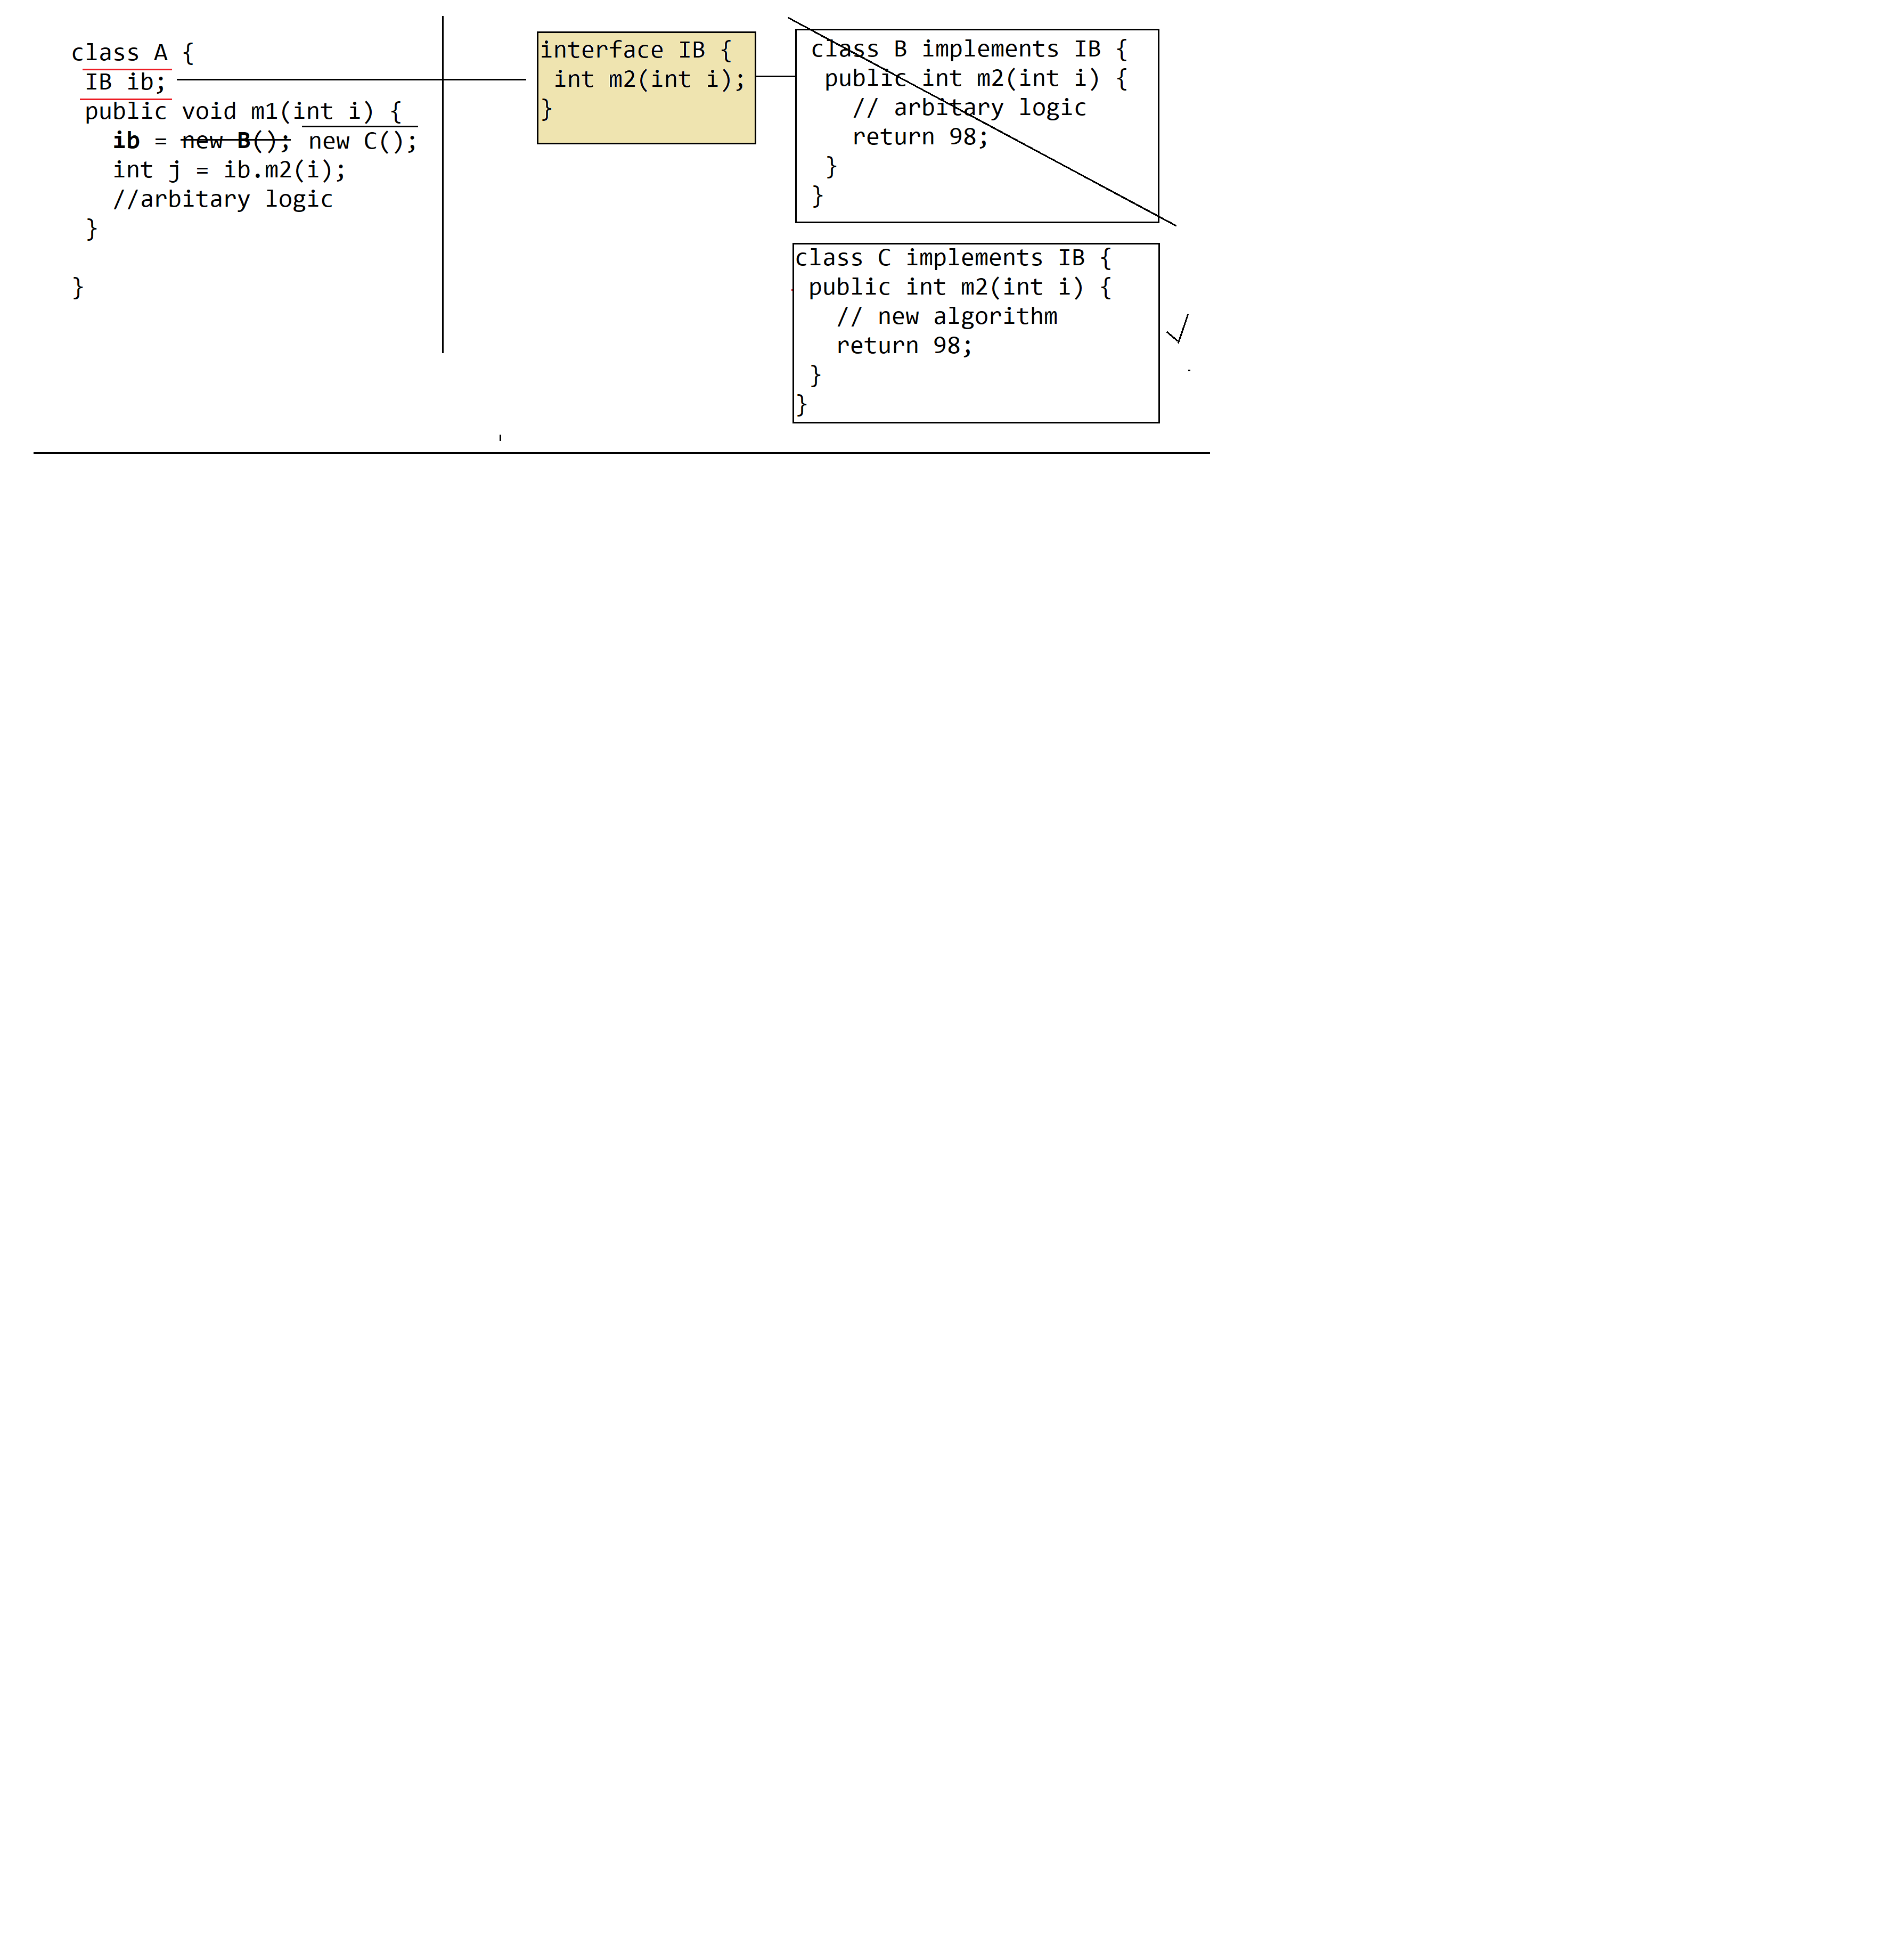 class A {
IB ib;
public void m1(int i) {
ib = new B(); new C();
int j = ib.m2(i);
//arbitary logic
}
}
interface IB {
int m2(int i);
}
class B implements IB {
public int m2(int i) {
// arbitary logic
return 98;
}
}
class C implements IB {
public int m2(int i) {
// new algorithm
return 98;
}
}